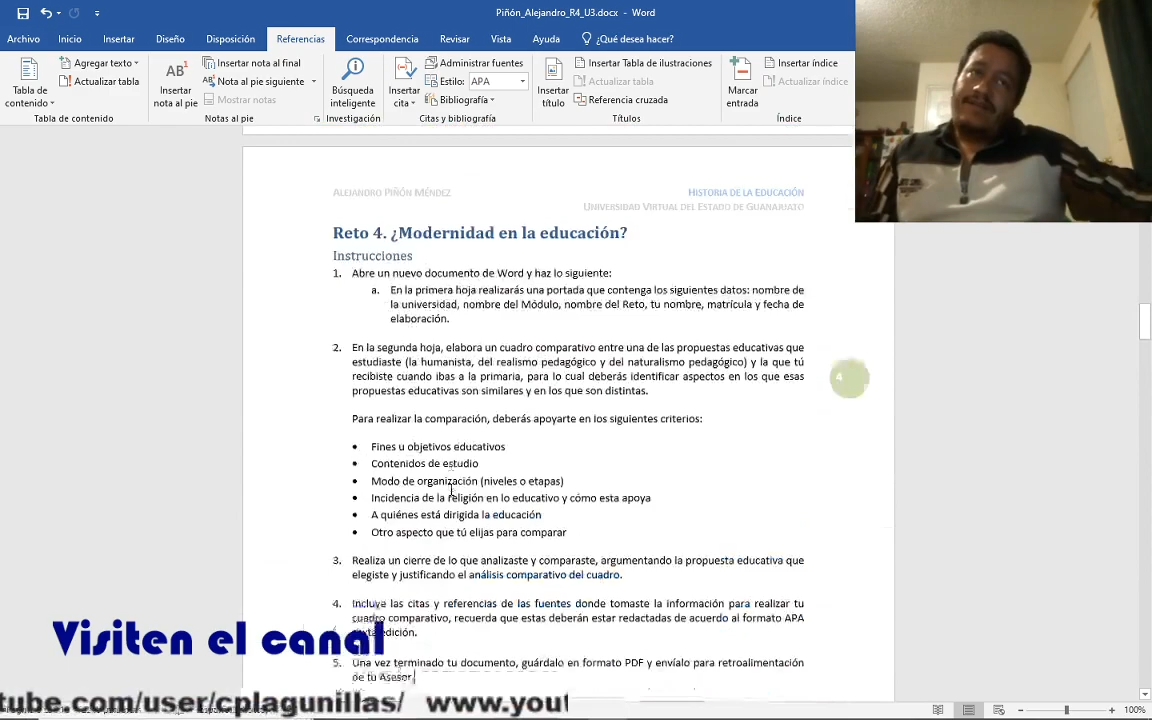 Piñón_Alejandro_R4_U3.docx - Word
Archivo Inicio Insertar Diseño Disposición Referencias Correspondencia Revisar Vista Ayuda ¿Qué desea hacer?
Tabla de contenido
Agregar texto
Actualizar tabla
Tabla de contenido
AB1
Insertar nota al pie
Insertar nota al final
Nota al pie siguiente
Mostrar notas
Notas al pie
Búsqueda inteligente
Investigación
Insertar cita
Administrar fuentes
Estilo: APA
Bibliografía
Citas y bibliografía
Insertar título
Insertar Tabla de ilustraciones
Actualizar tabla
Referencia cruzada
Títulos
Marcar entrada
Insertar índice
Actualizar índice
Índice
ALEJANDRO PIÑÓN MÉNDEZ
HISTORIA DE LA EDUCACIÓN
UNIVERSIDAD VIRTUAL DEL ESTADO DE GUANAJUATO
Reto 4. ¿Modernidad en la educación?
Instrucciones
1. Abre un nuevo documento de Word y haz lo siguiente:
a. En la primera hoja realizarás una portada que contenga los siguientes datos: nombre de
la universidad, nombre del Módulo, nombre del Reto, tu nombre, matrícula y fecha de
elaboración.
2. En la segunda hoja, elabora un cuadro comparativo entre una de las propuestas educativas que
estudiaste (la humanista, del realismo pedagógico y del naturalismo pedagógico) y la que tú
recibiste cuando ibas a la primaria, para lo cual deberás identificar aspectos en los que esas
propuestas educativas son similares y en los que son distintas.
4
Para realizar la comparación, deberás apoyarte en los siguientes criterios:
• Fines u objetivos educativos
• Contenidos de estudio
• Modo de organización (niveles o etapas)
• Incidencia de la religión en lo educativo y cómo esta apoya
• A quiénes está dirigida la educación
• Otro aspecto que tú elijas para comparar
3. Realiza un cierre de lo que analizaste y comparaste, argumentando la propuesta educativa que
elegiste y justificando el análisis comparativo del cuadro.
4. Incluye las citas y referencias de las fuentes donde tomaste la información para realizar tu
cuadro comparativo, recuerda que estas deberán estar redactadas de acuerdo al formato APA
edición.
5. Una vez terminado tu documento, guárdalo en formato PDF y envíalo para retroalimentación
de tu Asesor
Visiten el canal
tube.com/user/cplagunillas/ www.yout
100%